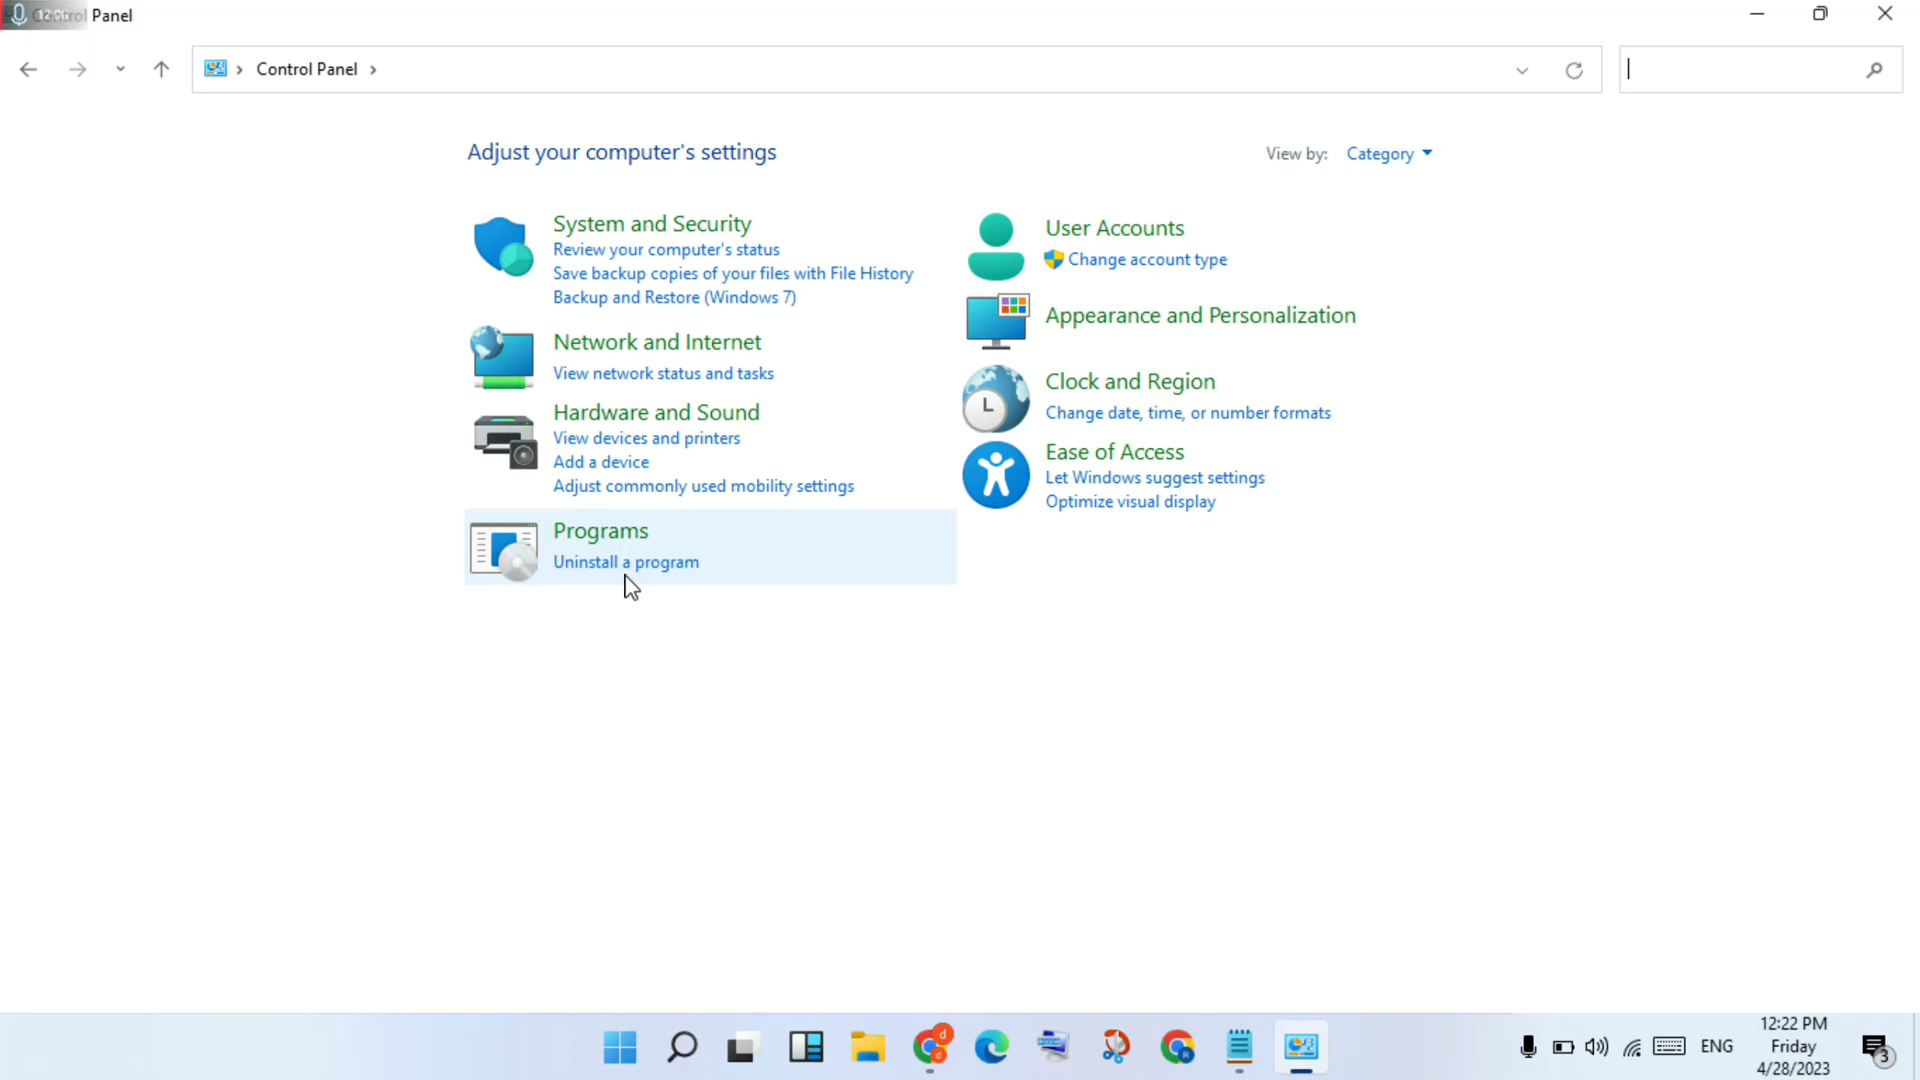 Control Panel
Control Panel
Adjust your computer's settings
View by: Category
System and Security
Review your computer's status
Save backup copies of your files with File History
Backup and Restore (Windows 7)
Network and Internet
View network status and tasks
Hardware and Sound
View devices and printers
Add a device
Adjust commonly used mobility settings
Programs
Uninstall a program
User Accounts
Change account type
Appearance and Personalization
Clock and Region
Change date, time, or number formats
Ease of Access
Let Windows suggest settings
Optimize visual display
d
d
H
ENG
12:22 PM
Friday
4/28/2023
3